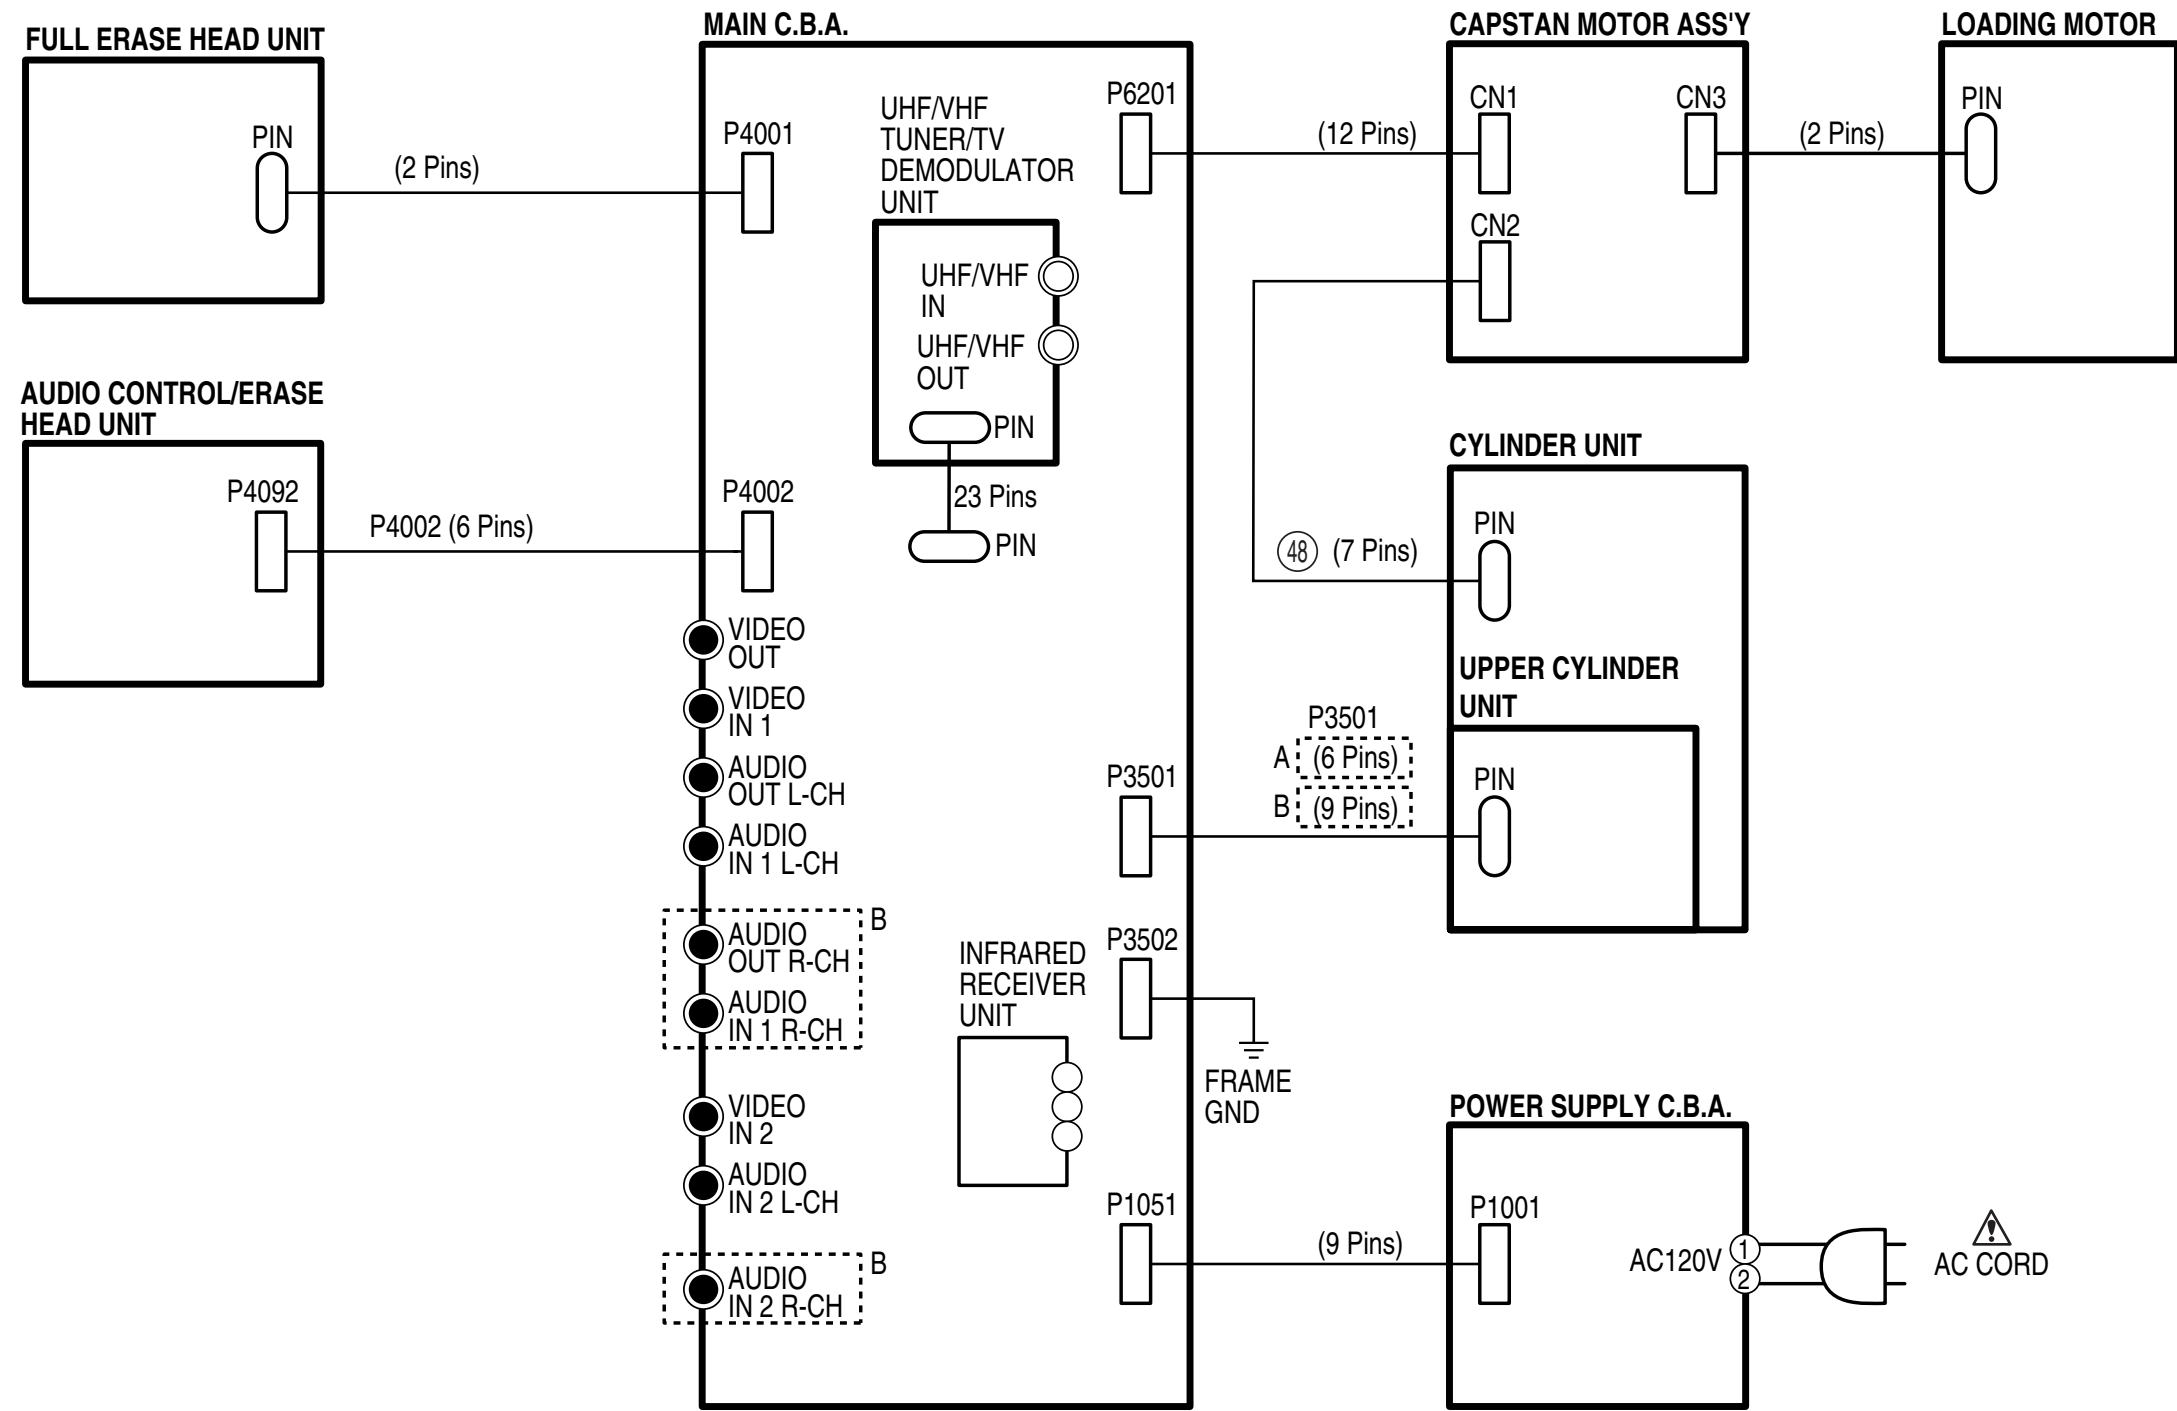 FULL ERASE HEAD UNIT
PIN
(2 Pins)
AUDIO CONTROL/ERASE
HEAD UNIT
P4092
P4002 (6 Pins)
MAIN C.B.A.
P4001
UHF/VHF
TUNER/TV
DEMODULATOR
UNIT
UHF/VHF
IN
UHF/VHF
OUT
PIN
23 Pins
PIN
P4002
VIDEO
OUT
VIDEO
IN 1
AUDIO
OUT L-CH
AUDIO
IN 1 L-CH
B
AUDIO
OUT R-CH
AUDIO
IN 1 R-CH
VIDEO
IN 2
AUDIO
IN 2 L-CH
B
AUDIO
IN 2 R-CH
INFRARED
RECEIVER
UNIT
P6201
(12 Pins)
P3501
P3501
A (6 Pins)
B (9 Pins)
P3502
FRAME
GND
P1051
(9 Pins)
CAPSTAN MOTOR ASS'Y
CN1
CN3
CN2
(2 Pins)
LOADING MOTOR
PIN
CYLINDER UNIT
PIN
48 (7 Pins)
UPPER CYLINDER
UNIT
PIN
POWER SUPPLY C.B.A.
P1001
AC120V
1
2
AC CORD